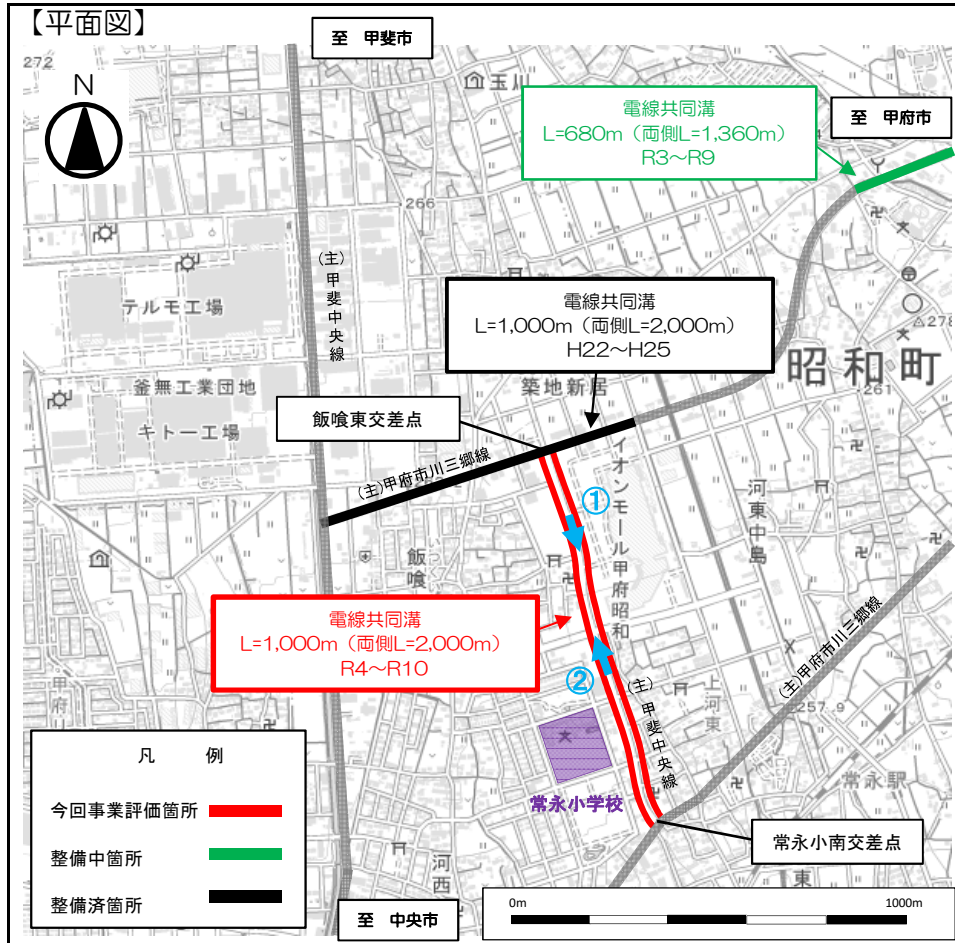 【平面図】
至 甲斐市
272
N
玉川
電線共同溝
L=680m（両側L=1,360m）
R3～R9
至 甲府市
266
(主)甲斐中央線
テルモ工場
電線共同溝
L=1,000m（両側L=2,000m）
H22～H25
278
昭和町
釜無工業団地
築地新居
261
キトー工場
飯喰東交差点
(主)甲府市川三郷線
イオンモール甲府昭和
①
河東中島
飯喰
電線共同溝
L=1,000m（両側L=2,000m）
R4～R10
②
(主)甲斐中央線
上河東
(主)甲府市川三郷線
257.9
甲府
凡 例
今回事業評価箇所
整備中箇所
整備済箇所
常永小学校
常永駅
常永小南交差点
河西
東
至 中央市
0m
1000m